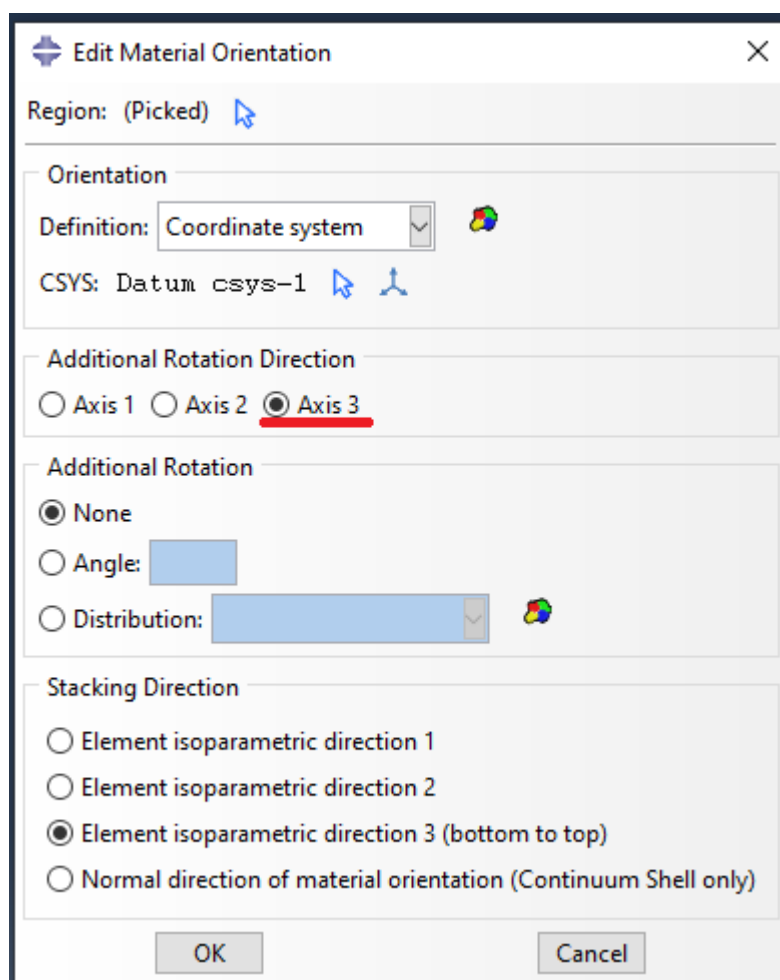 Edit Material Orientation
Region: (Picked)
Orientation
Definition: Coordinate system
CSYS: Datum csys-1
Additional Rotation Direction
Axis 1 Axis 2 Axis 3
Additional Rotation
None
Angle:
Distribution:
Stacking Direction
Element isoparametric direction 1
Element isoparametric direction 2
Element isoparametric direction 3 (bottom to top)
Normal direction of material orientation (Continuum Shell only)
OK Cancel